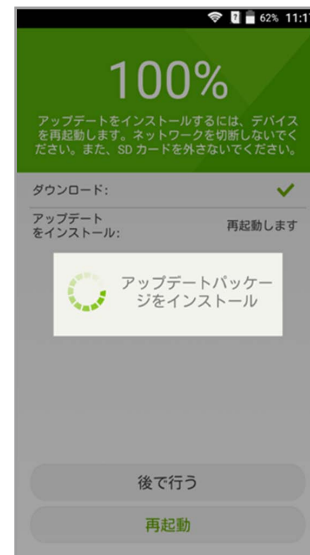 62% 11:1
100%
アップデートをインストールするには、デバイス
を再起動します。ネットワークを切断しないでく
ださい。また、SD カードを外さないでください。
ダウンロード:
アップデート
をインストール:
再起動します
アップデートパッケー
ジをインストール
後で行う
再起動